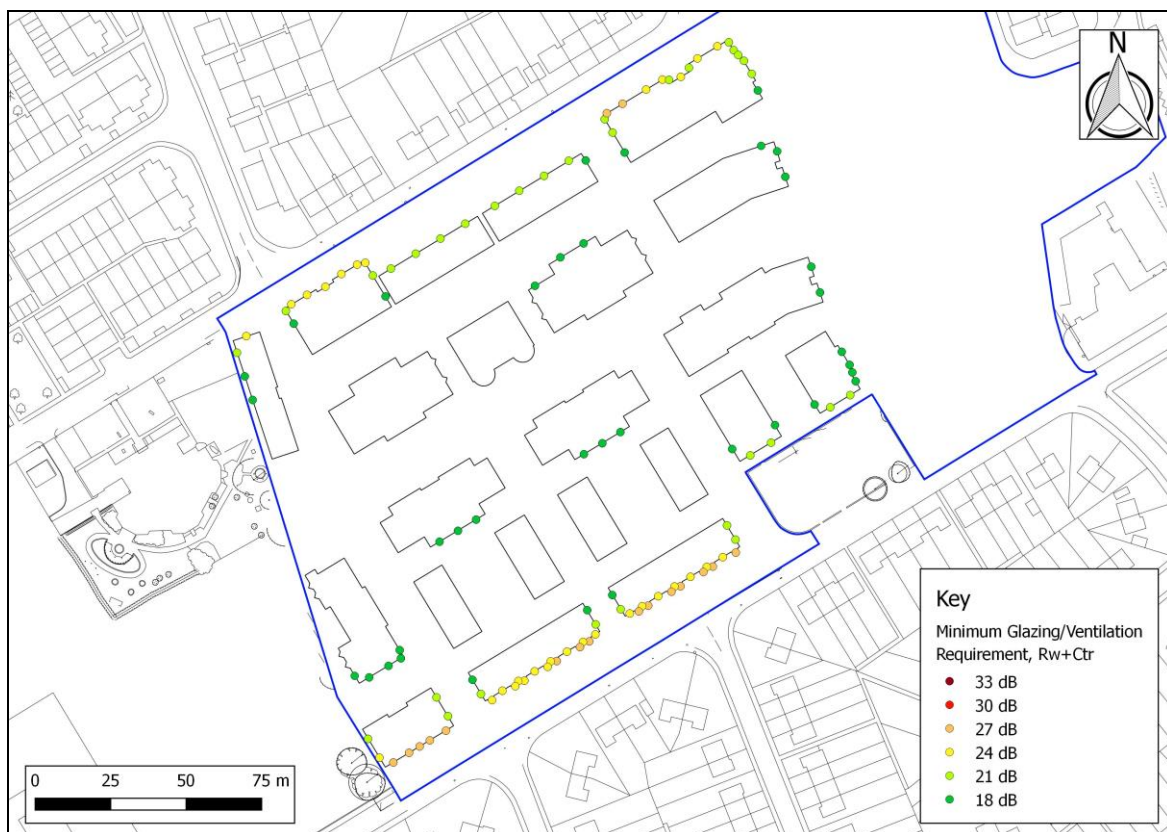 N
Key
Minimum Glazing/Ventilation
Requirement, Rw+Ctr
33 dB
30 dB
27 dB
24 dB
21 dB
18 dB
0 25 50 75 m